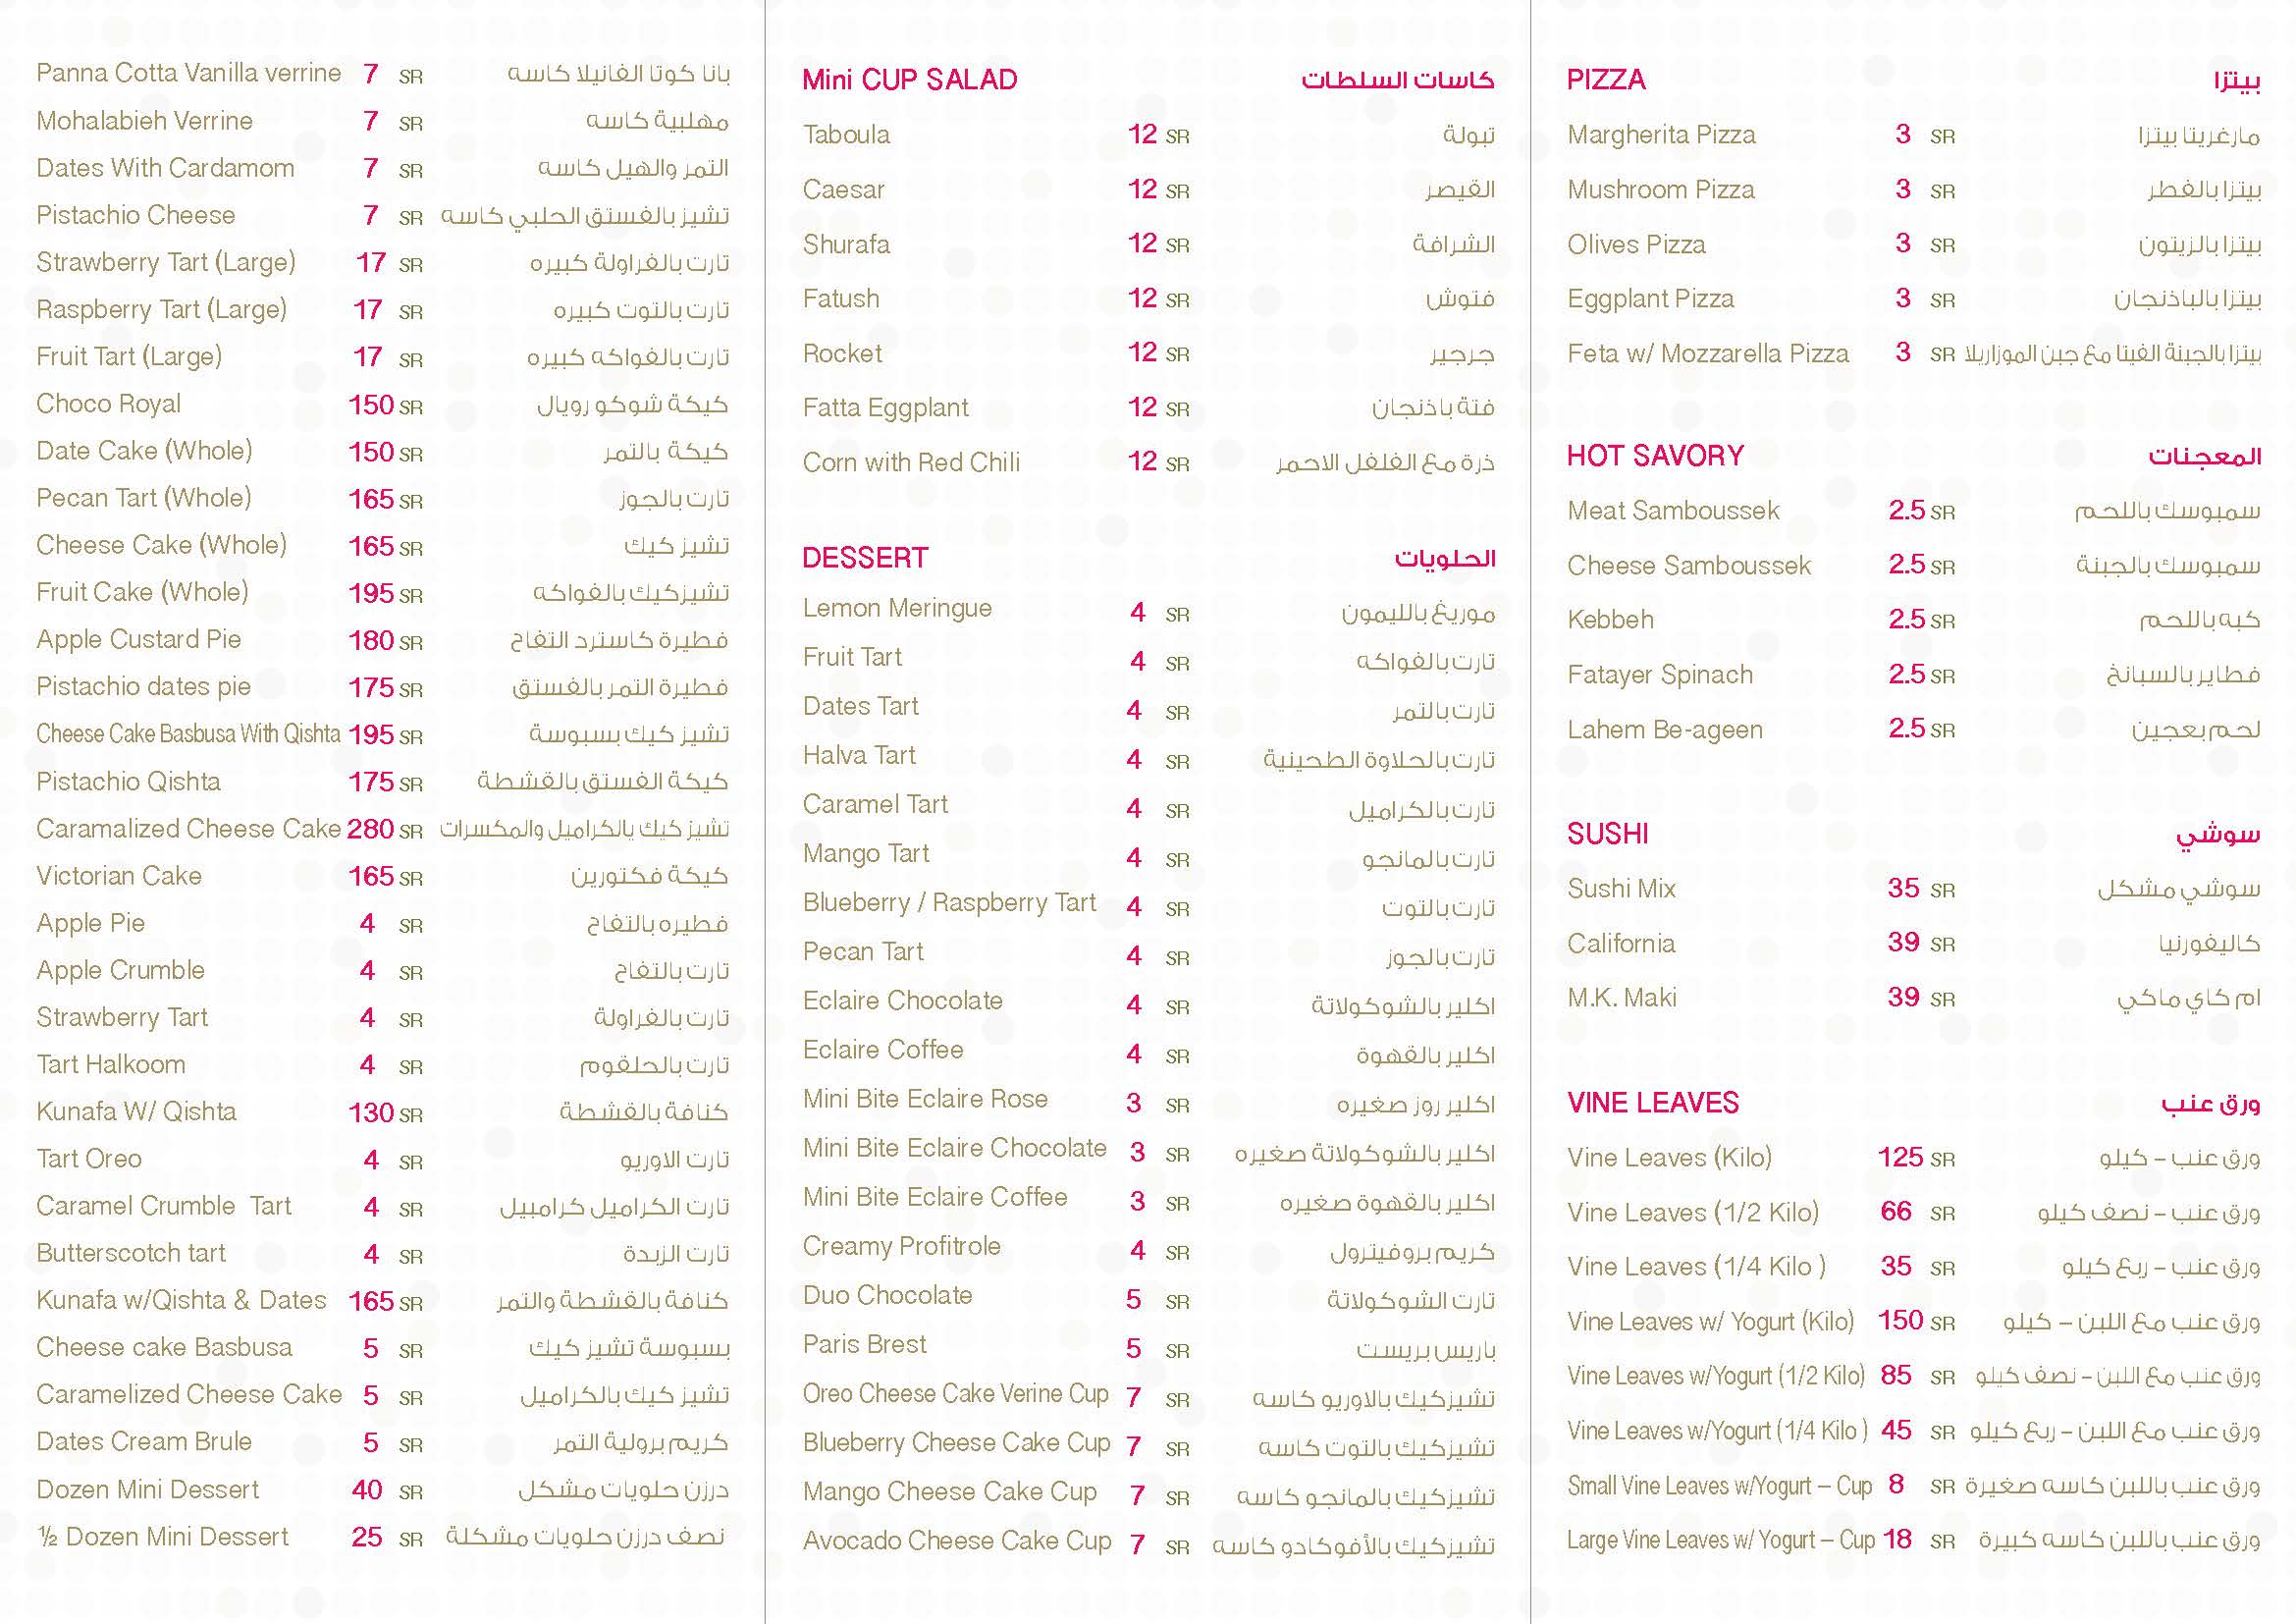 Panna Cotta Vanilla verrine 7 SR بانا كوتا الفانيلا كاسه
Mohalabieh Verrine 7 SR مهلبية كاسه
Dates With Cardamom 7 SR التمر والهيل كاسه
Pistachio Cheese 7 SR تشيز بالفستق الحلبي كاسه
Strawberry Tart (Large) 17 SR تارت بالفراولة كبيره
Raspberry Tart (Large) 17 SR تارت بالتوت كبيره
Fruit Tart (Large) 17 SR تارت بالفواكه كبيره
Choco Royal 150 SR كيكة شوكو رويال
Date Cake (Whole) 150 SR كيكة بالتمر
Pecan Tart (Whole) 165 SR تارت بالجوز
Cheese Cake (Whole) 165 SR تشيز كيك
Fruit Cake (Whole) 195 SR تشيزكيك بالفواكه
Apple Custard Pie 180 SR فطيرة كاسترد التفاح
Pistachio dates pie 175 SR فطيرة التمر بالفستق
Cheese Cake Basbusa With Qishta 195 SR تشيز كيك بسبوسة
Pistachio Qishta 175 SR كيكة الفستق بالقشطة
Caramalized Cheese Cake 280 SR تشيز كيك بالكراميل والمكسرات
Victorian Cake 165 SR كيكة فكتورين
Apple Pie 4 SR فطيره بالتفاح
Apple Crumble 4 SR تارت بالتفاح
Strawberry Tart 4 SR تارت بالفراولة
Tart Halkoom 4 SR تارت بالحلقوم
Kunafa W/ Qishta 130 SR كنافة بالقشطة
Tart Oreo 4 SR تارت الاوريو
Caramel Crumble Tart 4 SR تارت الكراميل كرامبيل
Butterscotch tart 4 SR تارت الزبدة
Kunafa w/Qishta & Dates 165 SR كنافة بالقشطة والتمر
Cheese cake Basbusa 5 SR بسبوسة تشيز كيك
Caramelized Cheese Cake 5 SR تشيز كيك بالكراميل
Dates Cream Brule 5 SR كريم برولية التمر
Dozen Mini Dessert 40 SR درزن حلويات مشكل
½ Dozen Mini Dessert 25 SR نصف درزن حلويات مشكلة
Mini CUP SALAD كاسات السلطات
Taboula 12 SR تبولة
Caesar 12 SR القيصر
Shurafa 12 SR الشرافة
Fatush 12 SR فتوش
Rocket 12 SR جرجير
Fatta Eggplant 12 SR فتة باذنجان
Corn with Red Chili 12 SR ذرة مع الفلفل الاحمر
DESSERT الحلويات
Lemon Meringue 4 SR موريغ بالليمون
Fruit Tart 4 SR تارت بالفواكه
Dates Tart 4 SR تارت بالتمر
Halva Tart 4 SR تارت بالحلاوة الطحينية
Caramel Tart 4 SR تارت بالكراميل
Mango Tart 4 SR تارت بالمانجو
Blueberry / Raspberry Tart 4 SR تارت بالتوت
Pecan Tart 4 SR تارت بالجوز
Eclaire Chocolate 4 SR اكلير بالشوكولاتة
Eclaire Coffee 4 SR اكلير بالقهوة
Mini Bite Eclaire Rose 3 SR اكلير روز صغيره
Mini Bite Eclaire Chocolate 3 SR اكلير بالشوكولاتة صغيره
Mini Bite Eclaire Coffee 3 SR اكلير بالقهوة صغيره
Creamy Profitrole 4 SR كريم بروفيترول
Duo Chocolate 5 SR تارت الشوكولاتة
Paris Brest 5 SR باريس بريست
Oreo Cheese Cake Verine Cup 7 SR تشيزكيك بالاوريو كاسه
Blueberry Cheese Cake Cup 7 SR تشيزكيك بالتوت كاسه
Mango Cheese Cake Cup 7 SR تشيزكيك بالمانجو كاسه
Avocado Cheese Cake Cup 7 SR تشيزكيك بالأفوكادو كاسه
PIZZA بيتزا
Margherita Pizza 3 SR مارغريتا بيتزا
Mushroom Pizza 3 SR بيتزا بالفطر
Olives Pizza 3 SR بيتزا بالزيتون
Eggplant Pizza 3 SR بيتزا بالباذنجان
Feta w/ Mozzarella Pizza 3 SR بيتزا بالجبنة الفيتا مع جبن الموزاريلا
HOT SAVORY المعجنات
Meat Samboussek 2.5 SR سمبوسك باللحم
Cheese Samboussek 2.5 SR سمبوسك بالجبنة
Kebbeh 2.5 SR كبه باللحم
Fatayer Spinach 2.5 SR فطاير بالسبانخ
Lahem Be-ageen 2.5 SR لحم بعجين
SUSHI سوشي
Sushi Mix 35 SR سوشي مشكل
California 39 SR كاليفورنيا
M.K. Maki 39 SR ام كاي ماكي
VINE LEAVES ورق عنب
Vine Leaves (Kilo) 125 SR ورق عنب – كيلو
Vine Leaves (1/2 Kilo) 66 SR ورق عنب – نصف كيلو
Vine Leaves (1/4 Kilo ) 35 SR ورق عنب – ربع كيلو
Vine Leaves w/ Yogurt (Kilo) 150 SR ورق عنب مع اللبن – كيلو
Vine Leaves w/Yogurt (1/2 Kilo) 85 SR ورق عنب مع اللبن – نصف كيلو
Vine Leaves w/Yogurt (1/4 Kilo ) 45 SR ورق عنب مع اللبن – ربع كيلو
Small Vine Leaves w/Yogurt – Cup 8 SR ورق عنب باللبن كاسه صغيرة
Large Vine Leaves w/ Yogurt – Cup 18 SR ورق عنب باللبن كاسه كبيرة